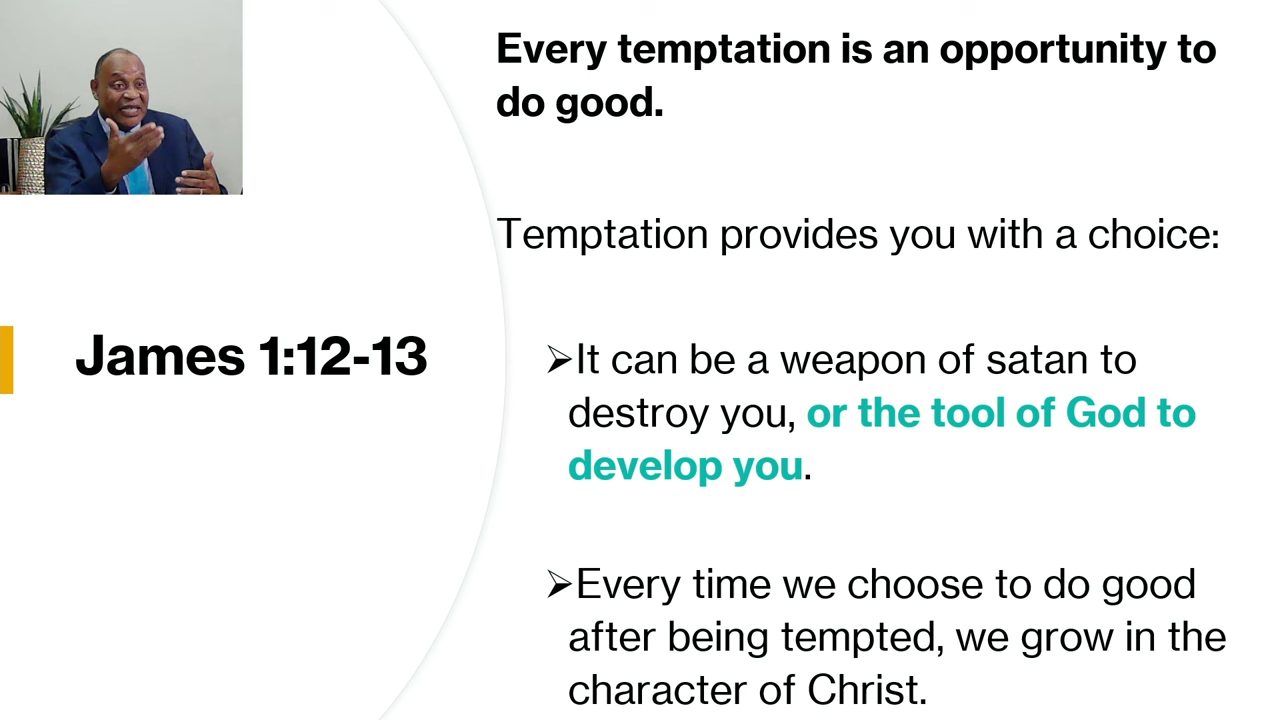 Every temptation is an opportunity to
do good.
Temptation provides you with a choice:
James 1:12-13
➢It can be a weapon of satan to
destroy you, or the tool of God to
develop you.
➢Every time we choose to do good
after being tempted, we grow in the
character of Christ.